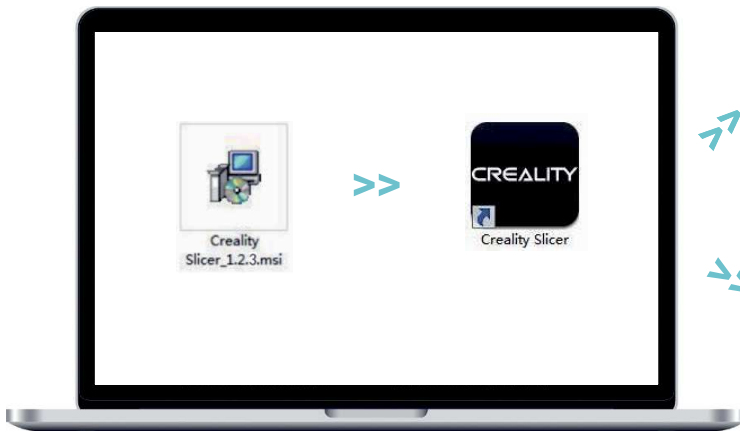 >>
Creality
Slicer_1.2.3.msi
CREALITY
Creality Slicer
>>
>>